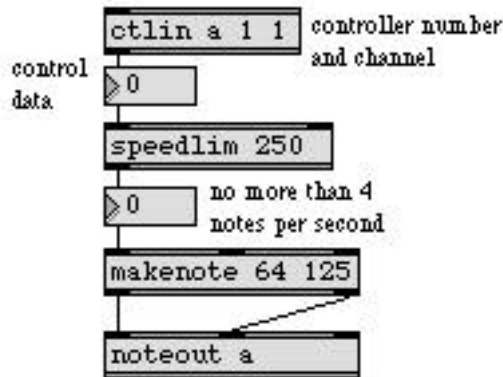 ctlin a 1 1
controller number
and channel
control
data
0
speedlim 250
0
no more than 4
notes per second
makenote 64 125
noteout a